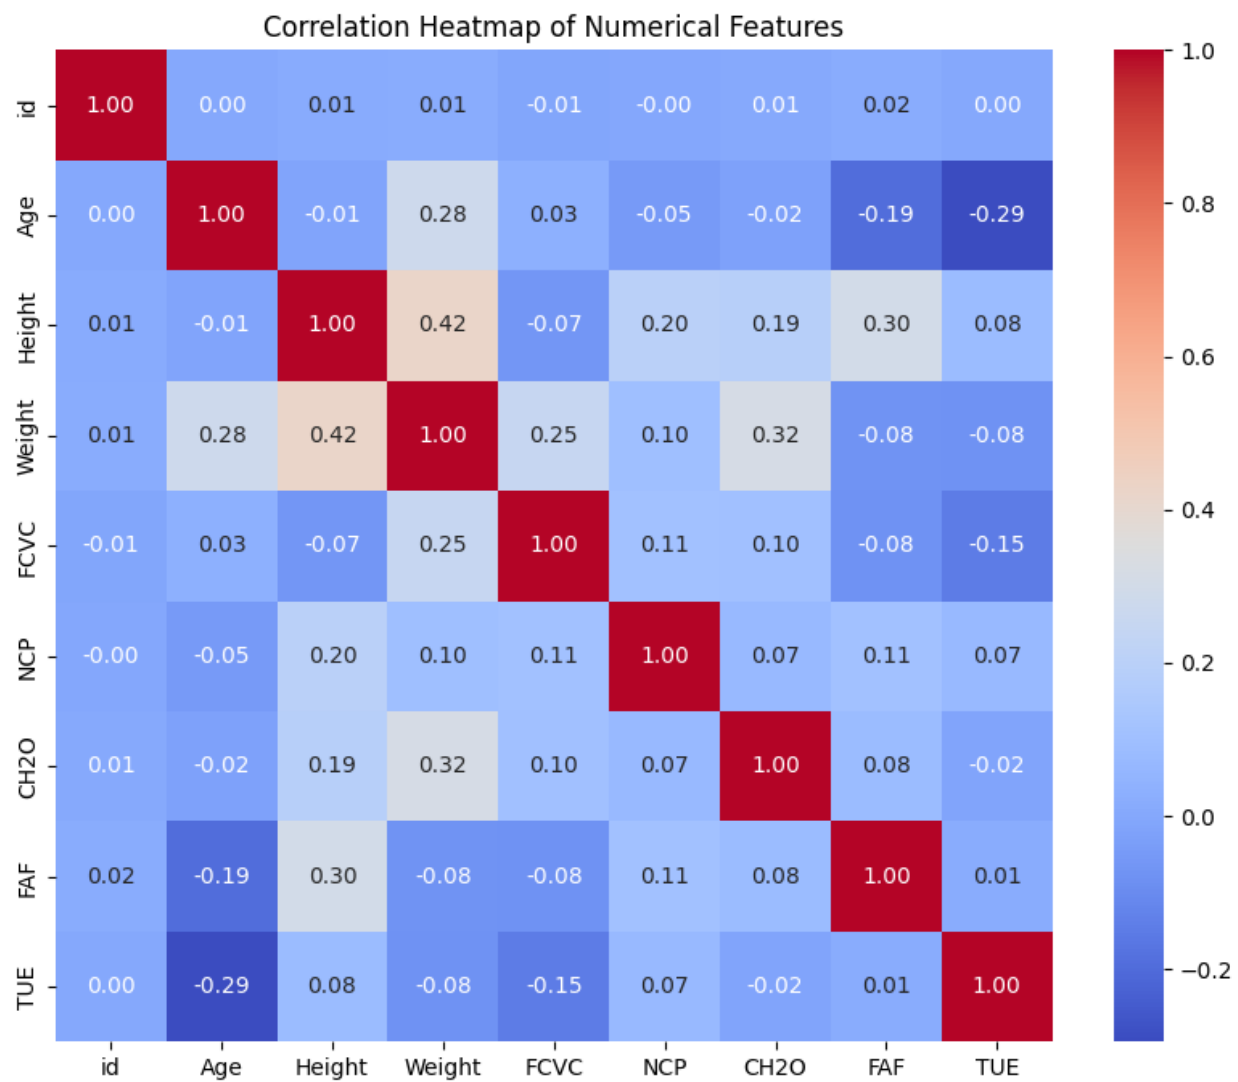 Correlation Heatmap of Numerical Features
id 1.00 0.00 0.01 0.01 -0.01 -0.00 0.01 0.02 0.00
Age 0.00 1.00 -0.01 0.28 0.03 -0.05 -0.02 -0.19 -0.29
Height 0.01 -0.01 1.00 0.42 -0.07 0.20 0.19 0.30 0.08
Weight 0.01 0.28 0.42 1.00 0.25 0.10 0.32 -0.08 -0.08
FCVC -0.01 0.03 -0.07 0.25 1.00 0.11 0.10 -0.08 -0.15
NCP -0.00 -0.05 0.20 0.10 0.11 1.00 0.07 0.11 0.07
CH2O 0.01 -0.02 0.19 0.32 0.10 0.07 1.00 0.08 -0.02
FAF 0.02 -0.19 0.30 -0.08 -0.08 0.11 0.08 1.00 0.01
TUE 0.00 -0.29 0.08 -0.08 -0.15 0.07 -0.02 0.01 1.00
id Age Height Weight FCVC NCP CH2O FAF TUE
1.0
0.8
0.6
0.4
0.2
0.0
−0.2